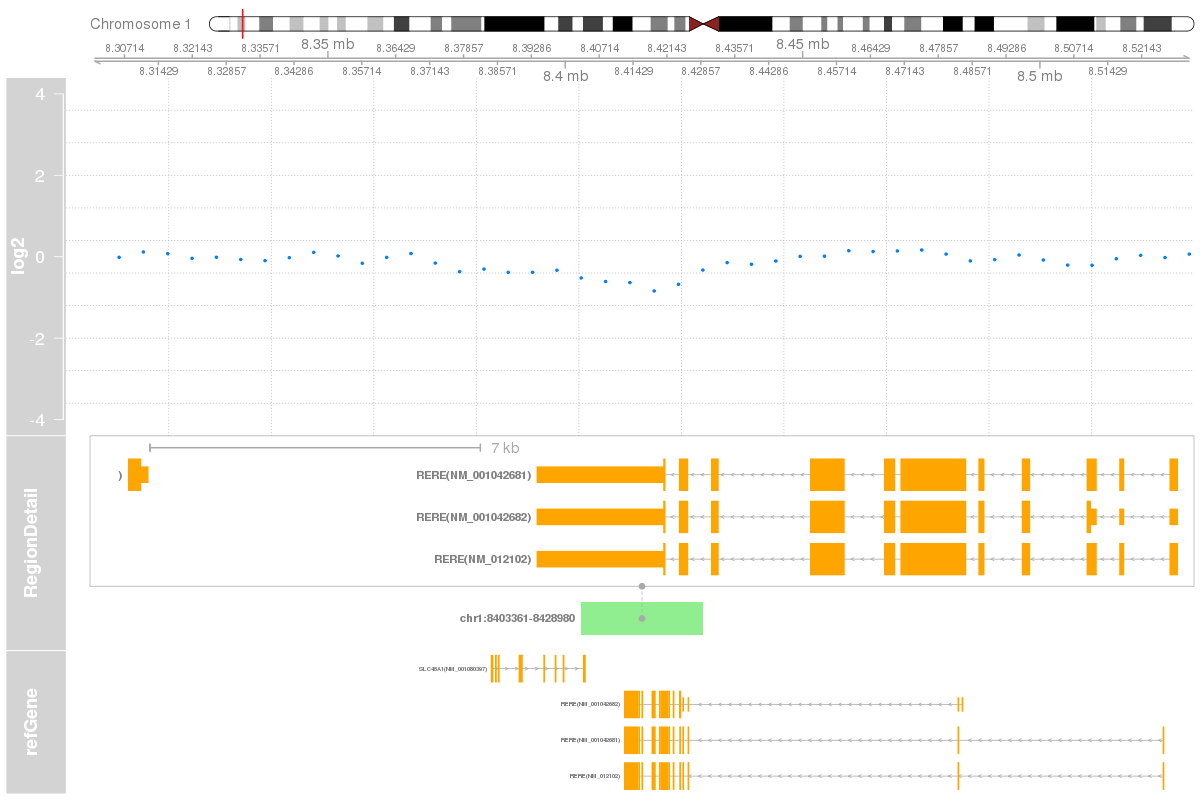 Chromosome 1
8.30714 8.32143 8.33571 8.35 mb 8.36429 8.37857 8.39286 8.40714 8.42143 8.43571 8.45 mb 8.46429 8.47857 8.49286 8.50714 8.52143
8.31429 8.32857 8.34286 8.35714 8.37143 8.38571 8.4 mb 8.41429 8.42857 8.44286 8.45714 8.47143 8.48571 8.5 mb 8.51429
4
2
0
-2
-4
log2
7 kb
)
RERE(NM_001042681)
RERE(NM_001042682)
RERE(NM_012102)
RegionDetail
chr1:8403361-8428980
SLC45A1(NM_001080397)
RERE(NM_001042682)
RERE(NM_001042681)
RERE(NM_012102)
refGene